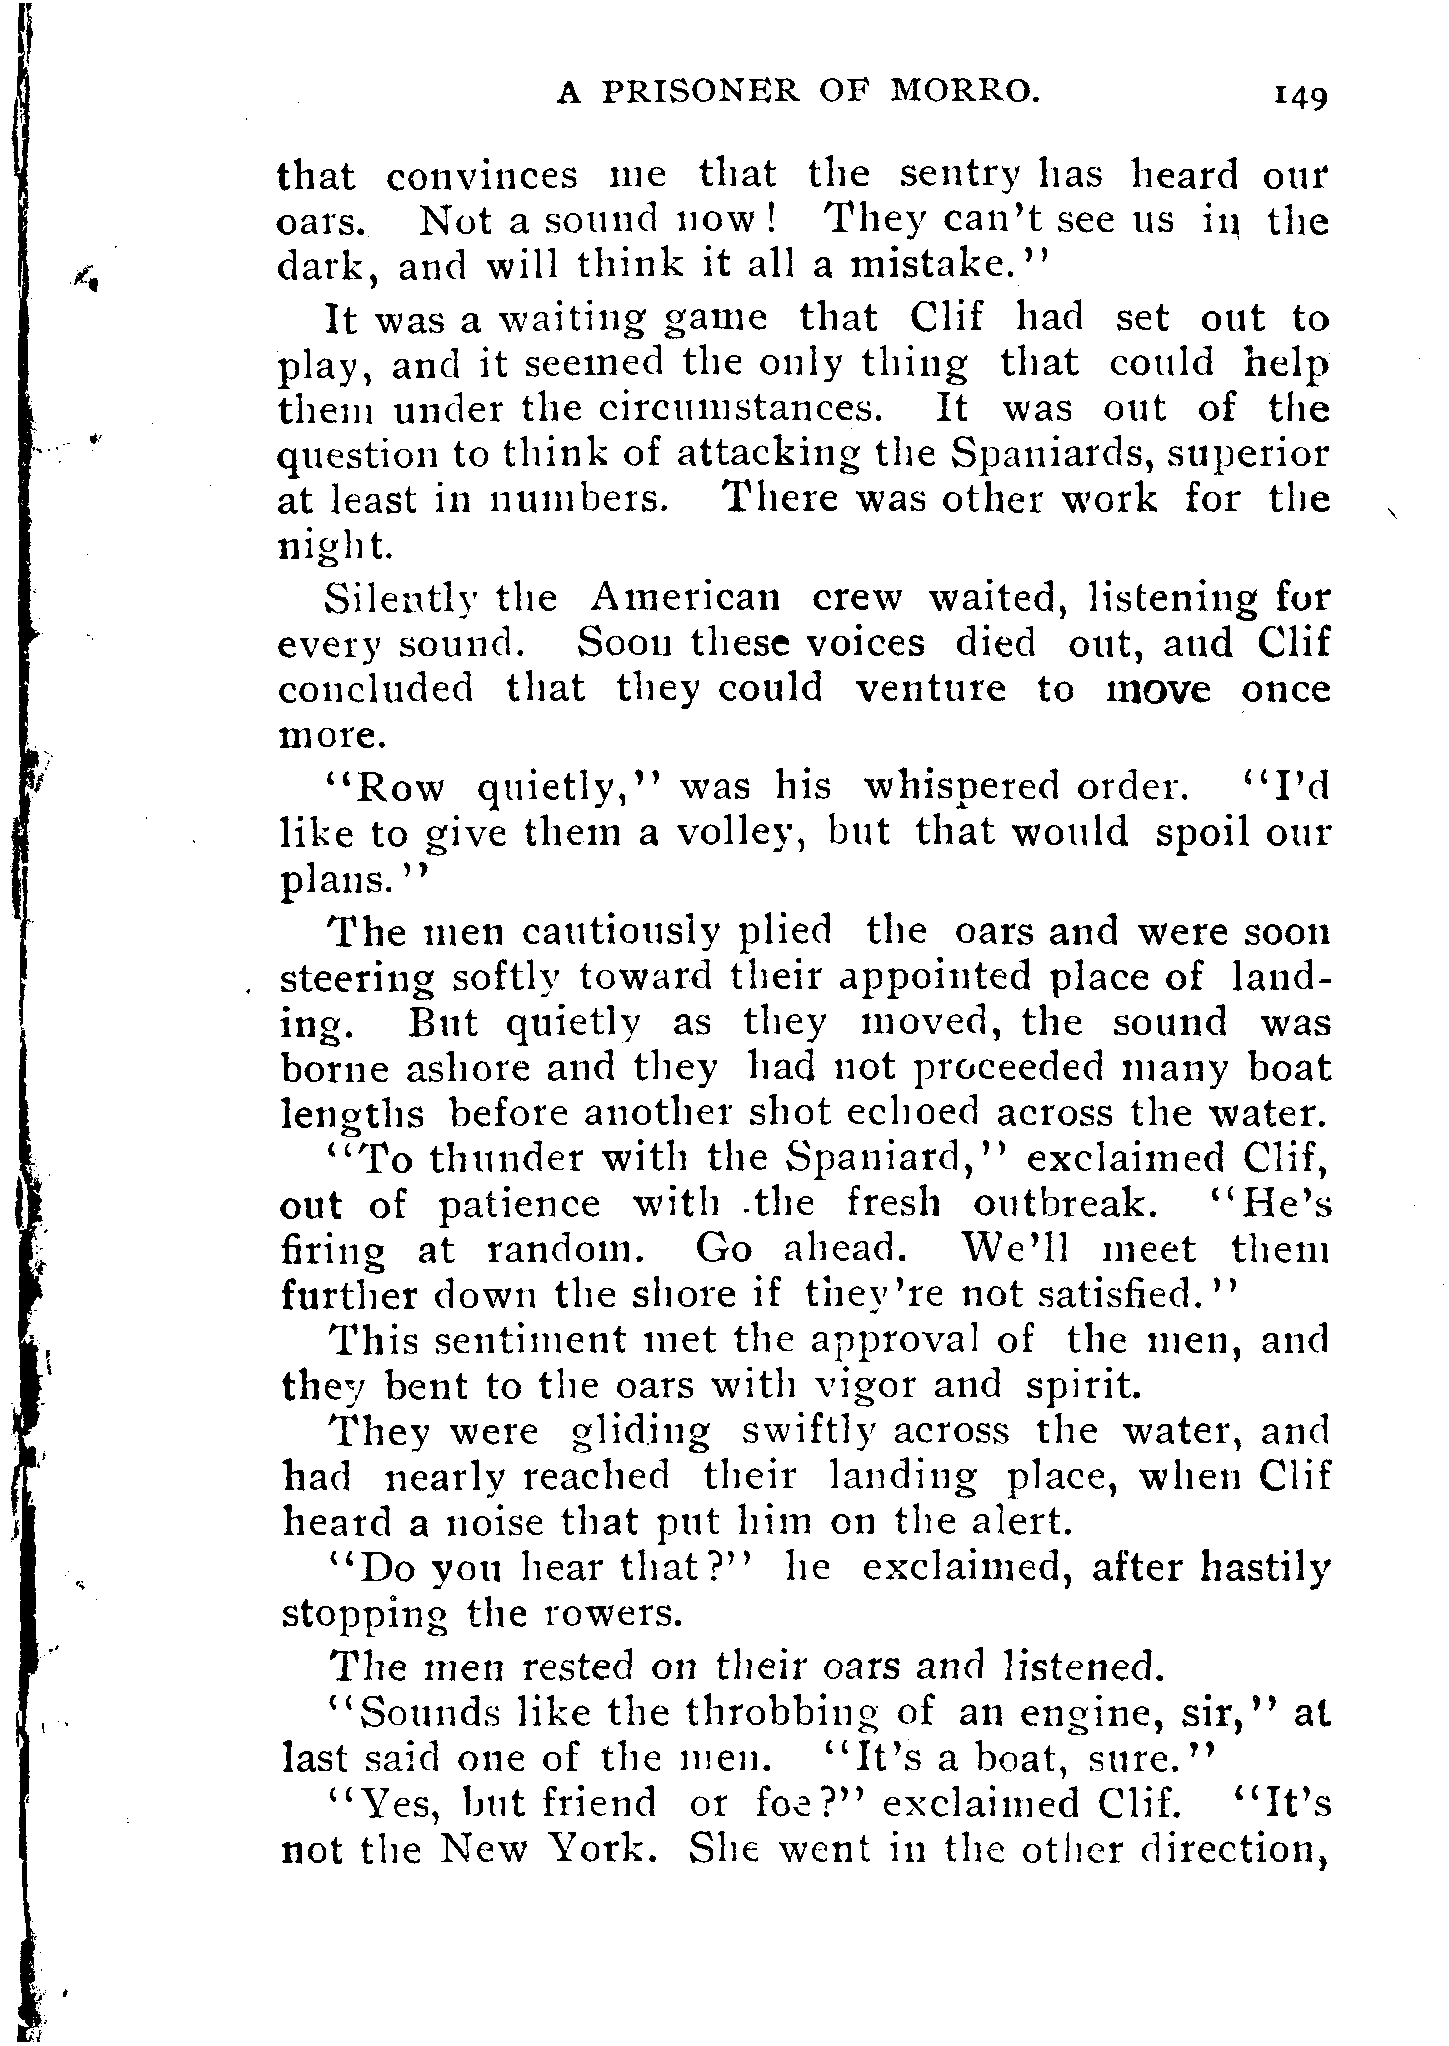 A PRISONER OF MORRO. 149
that convinces me that the sentry has heard our
oars. Not a sound now! They can't see us in the
dark, and will think it all a mistake."
It was a waiting game that Clif had set out to
play, and it seemed the only thing that could help
them under the circumstances. It was out of the
question to think of attacking the Spaniards, superior
at least in numbers. There was other work for the
night.
Silently the American crew waited, listening for
every sound. Soon these voices died out, and Clif
concluded that they could venture to move once
more.
"Row quietly," was his whispered order. "I'd
like to give them a volley, but that would spoil our
plans."
The men cautiously plied the oars and were soon
steering softly toward their appointed place of land-
ing. But quietly as they moved, the sound was
borne ashore and they had not proceeded many boat
lengths before another shot echoed across the water.
"To thunder with the Spaniard," exclaimed Clif,
out of patience with the fresh outbreak. "He's
firing at random. Go ahead. We'll meet them
further down the shore if they're not satisfied."
This sentiment met the approval of the men, and
they bent to the oars with vigor and spirit.
They were gliding swiftly across the water, and
had nearly reached their landing place, when Clif
heard a noise that put him on the alert.
"Do you hear that?" he exclaimed, after hastily
stopping the rowers.
The men rested on their oars and listened.
"Sounds like the throbbing of an engine, sir," at
last said one of the men. "It's a boat, sure."
"Yes, but friend or foe?" exclaimed Clif. "It's
not the New York. She went in the other direction,